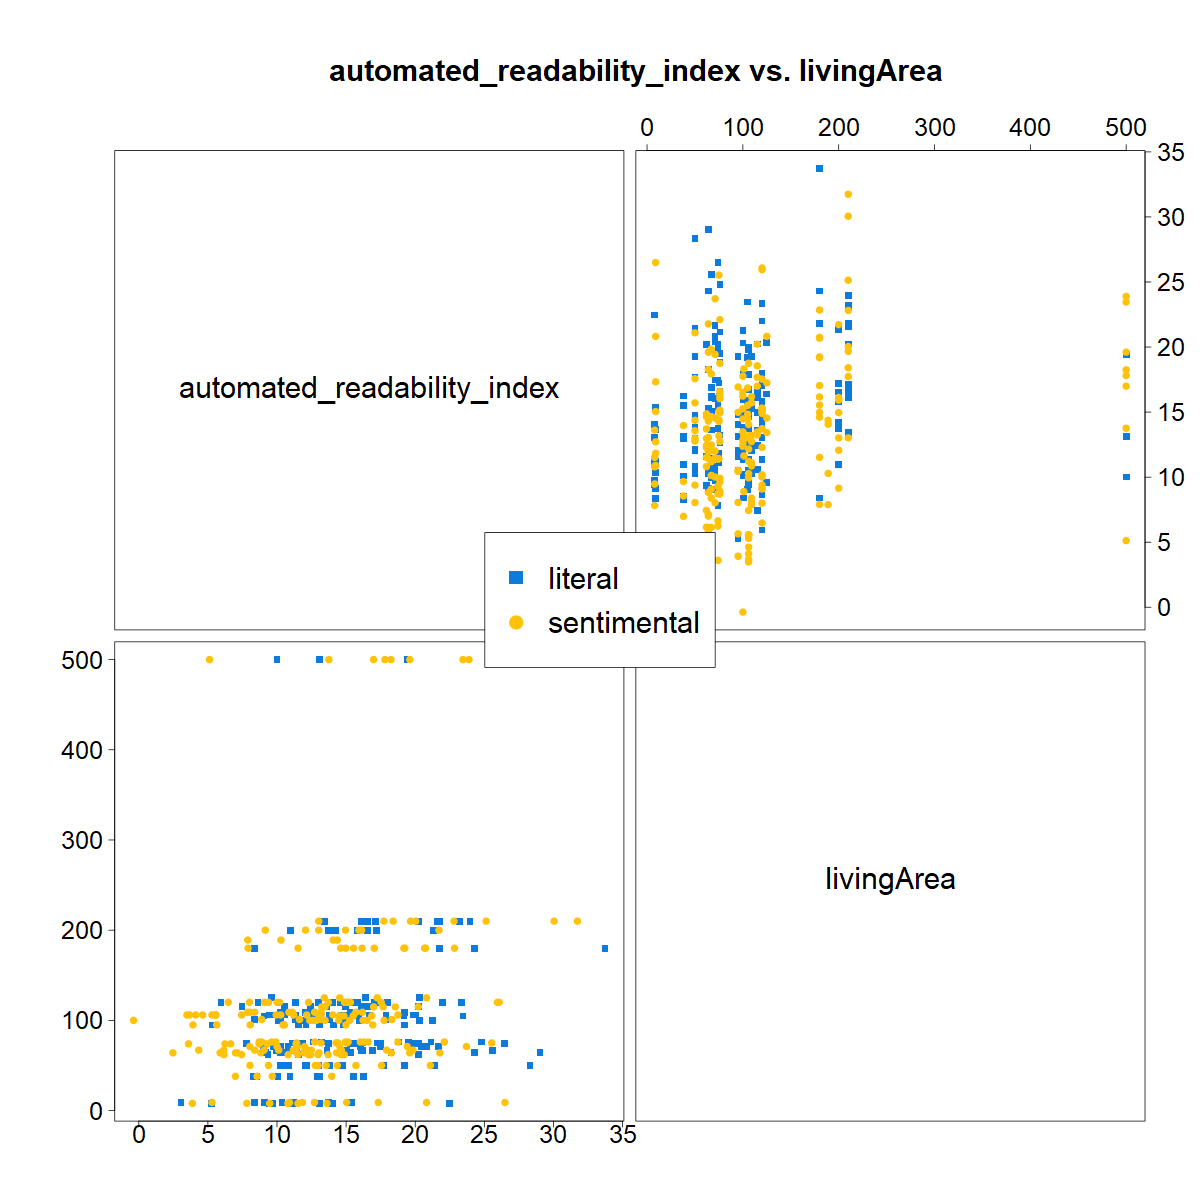 automated_readability_index vs. livingArea
0 100 200 300 400 500
35
30
25
20
15
10
5
0
automated_readability_index
literal
sentimental
500
400
300
200
100
0
livingArea
0 5 10 15 20 25 30 35